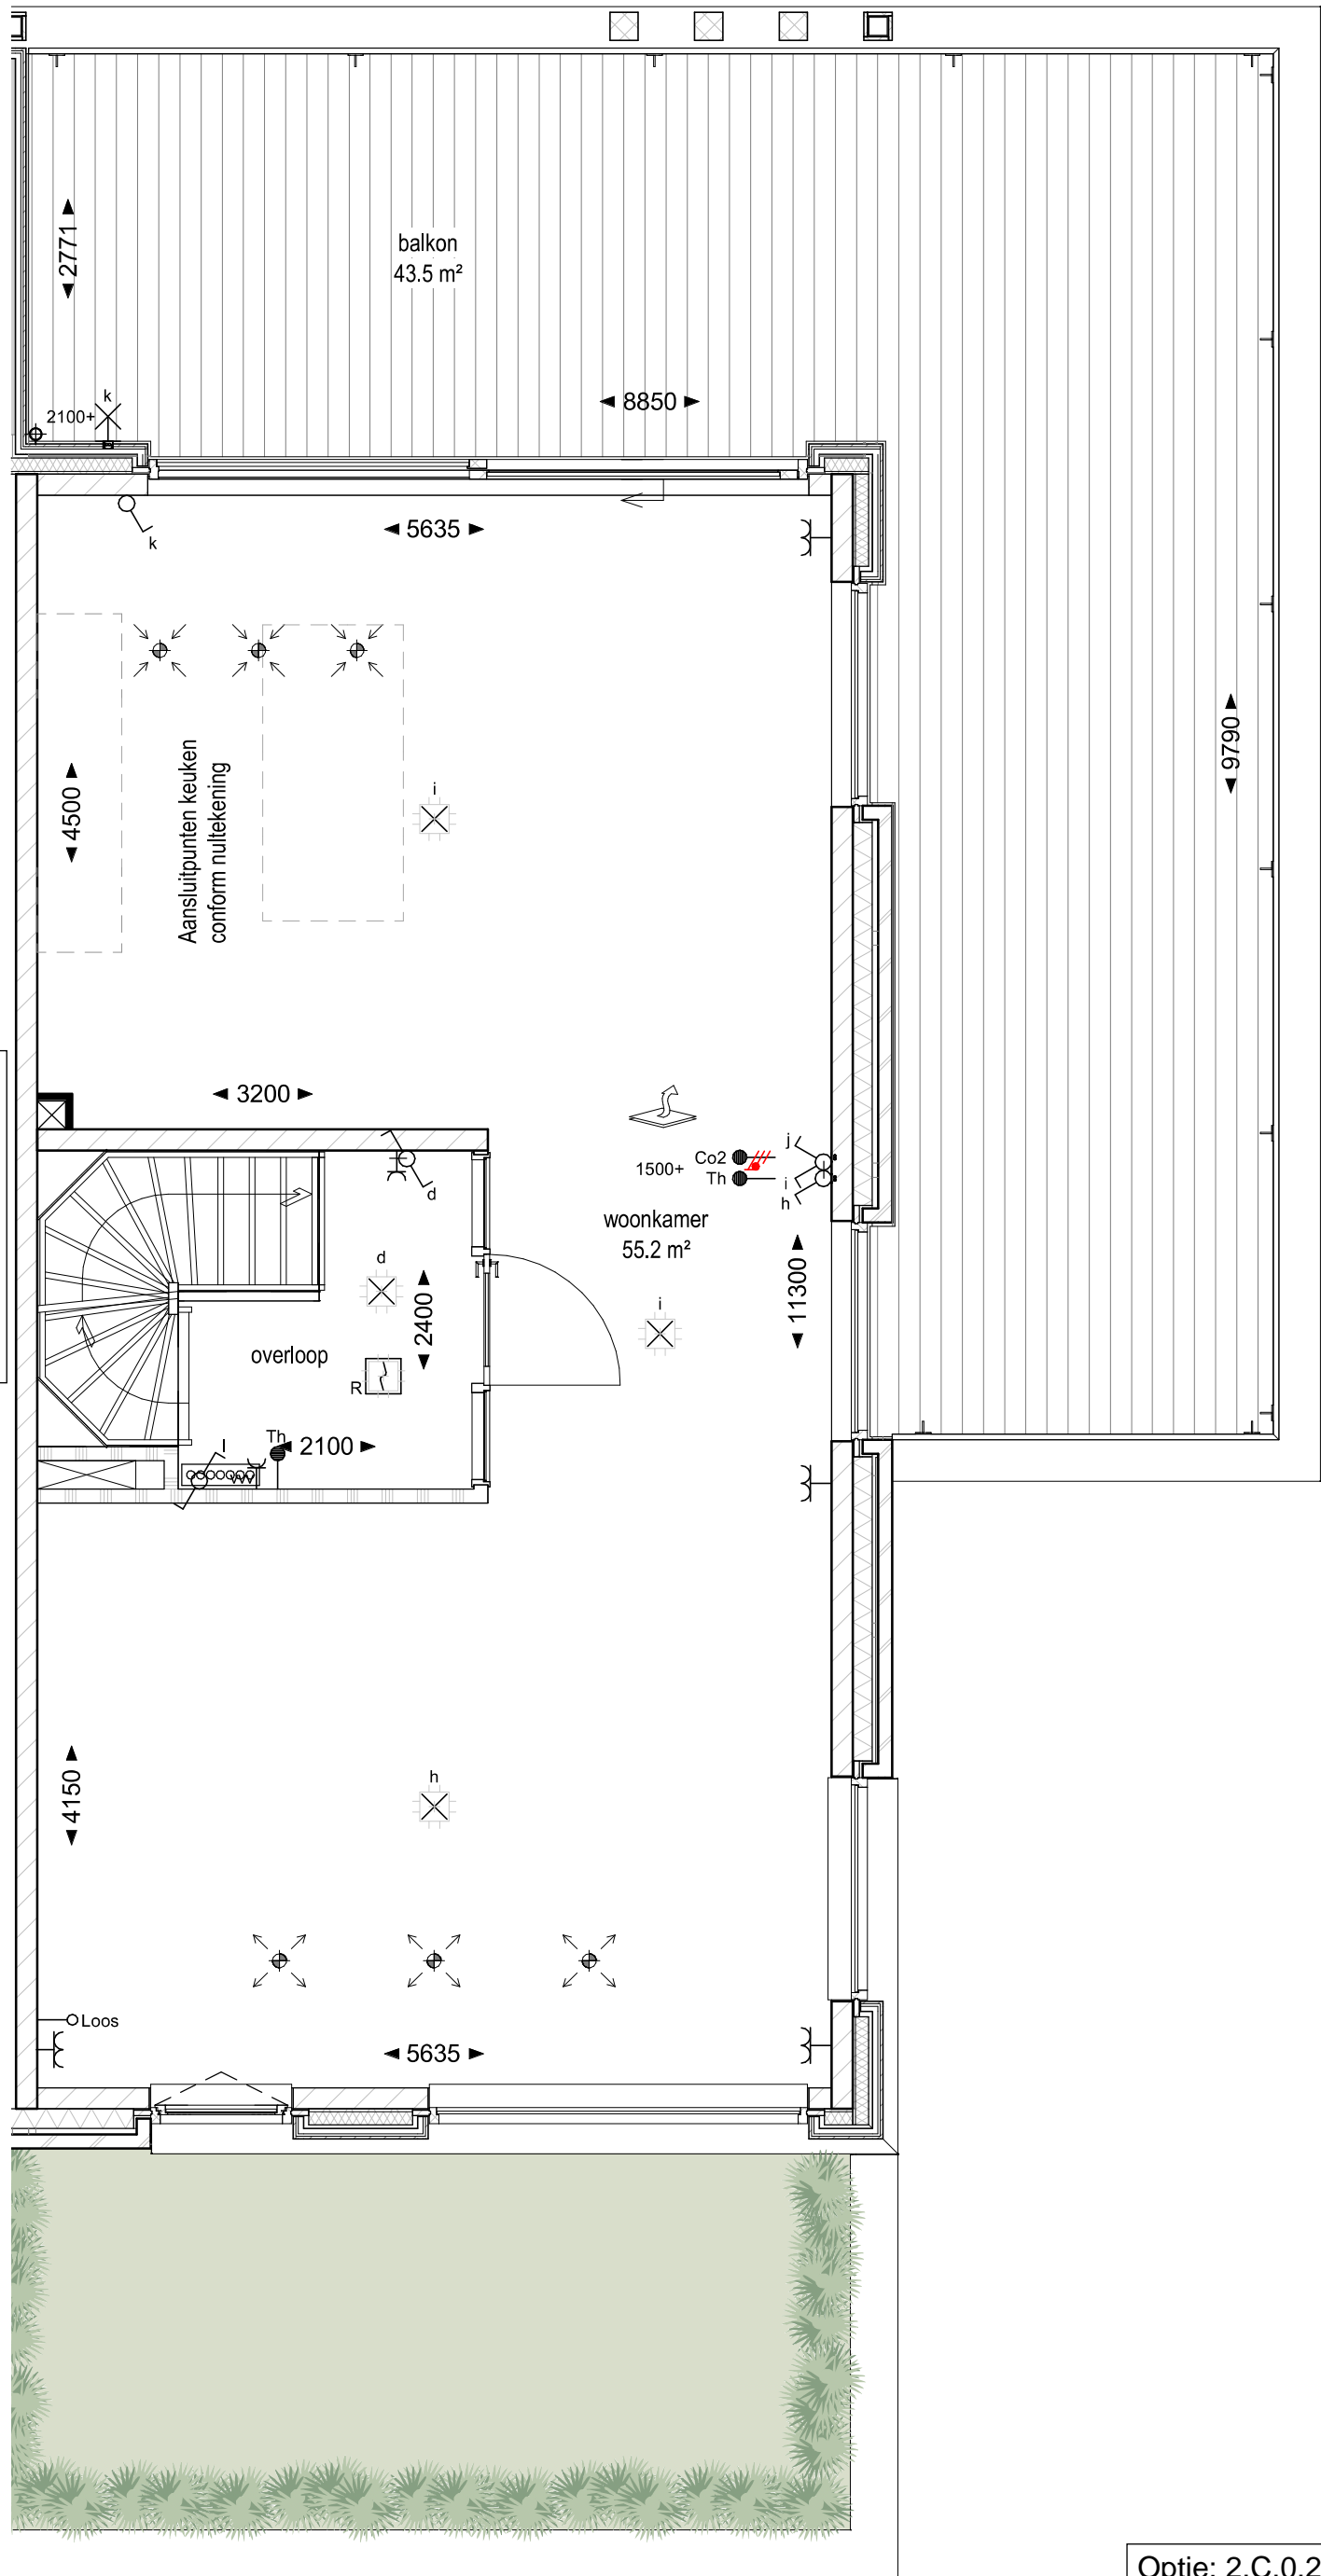 2771
balkon
43.5 m²
k
2100+
8850
5635
k
9790
4500
Aansluitpunten keuken
conform nultekening
i
3200
d
Co2
1500+
Th
j
i
h
woonkamer
55.2 m²
11300
d
2400
i
overloop
R
Th
2100
l
4150
h
Loos
5635
Optie: 2.C.0.2